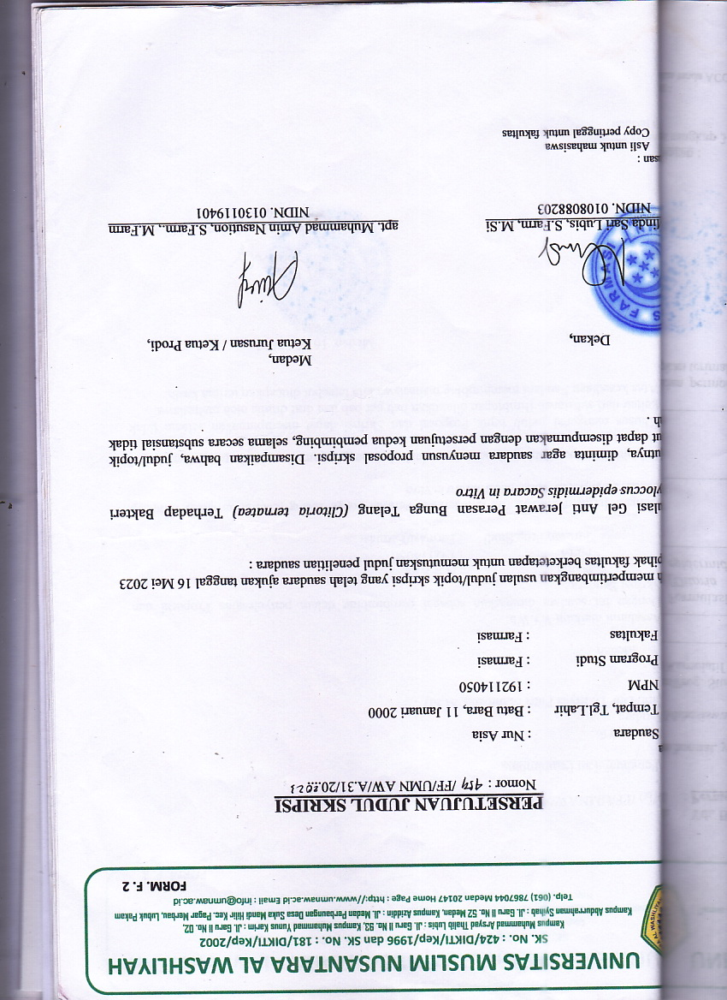 UNIVERSITAS MUSLIM NUSANTARA AL WASHLIYAH
SK. No. : 424/DIKTI/Kep/1996 dan SK. No. : 181/DIKTI/Kep/2002
Kampus Muhammad Arsyad Thalib Lubis : Jl. Garu II No. 93, Kampus Muhammad Yunus Karim : Jl. Garu II No. 02,
Kampus Abdurrahman Syihab : Jl. Garu II No. 52 Medan, Kampus Aziddin : Jl. Medan Perbaungan Desa Suka Mandi Hilir Kec. Pagar Merbau, Lubuk Pakam
Telp. (061) 7867044 Medan 20147 Home Page : http://www.umnaw.ac.id Email : info@umnaw.ac.id
FORM. F. 2
PERSETUJUAN JUDUL SKRIPSI
Nomor : /FF/UMN AW/A.31/20
Saudara : Nur Asia
Tempat, Tgl.Lahir : Batu Bara, 11 Januari 2000
NPM : 192114050
Program Studi : Farmasi
Fakultas : Farmasi
mempertimbangkan usulan judul/topik skripsi yang telah saudara ajukan tanggal 16 Mei 2023
pihak fakultas berketetapan untuk memutuskan judul penelitian saudara :
ulasi Gel Anti Jerawat Perasan Bunga Telang (Clitoria ternatea) Terhadap Bakteri
yloccus epidermidis Sacara in Vitro
utnya, diminta agar saudara menyusun proposal skripsi. Disampaikan bahwa, judul/topik
ut dapat disempurnakan dengan persetujuan kedua pembimbing, selama secara substansial tidak
h .
Medan,
Dekan, Ketua Jurusan / Ketua Prodi,
FARMASI
linda Sari Lubis, S.Farm, M.Si apt. Muhammad Amin Nasution, S.Farm., M.Farm
NIDN. 0108088203 NIDN. 0130119401
usan :
Asli untuk mahasiswa
Copy pertinggal untuk fakultas